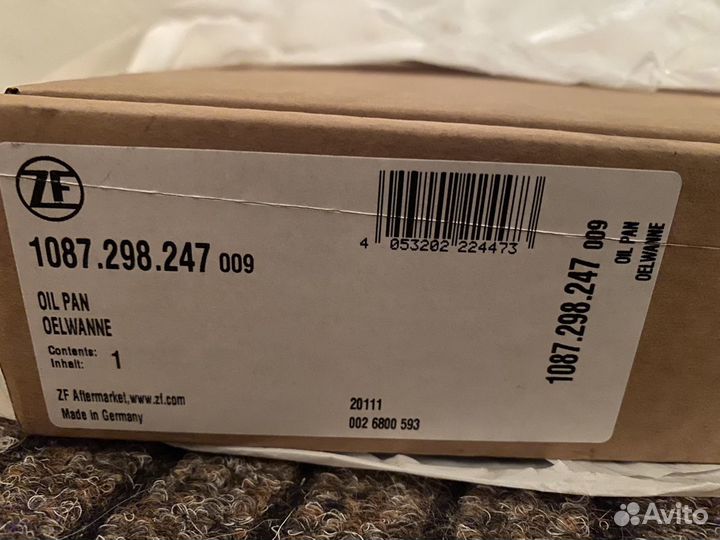 ZF
4 053202 224473
1087.298.247 009
OIL PAN
OELWANNE
Contents:
Inhalt: 1
ZF Aftermarket,www.zf.com
Made in Germany
20111
002 6800 593
1087.298.247 009
OIL PAN
OELWANNE
Avito